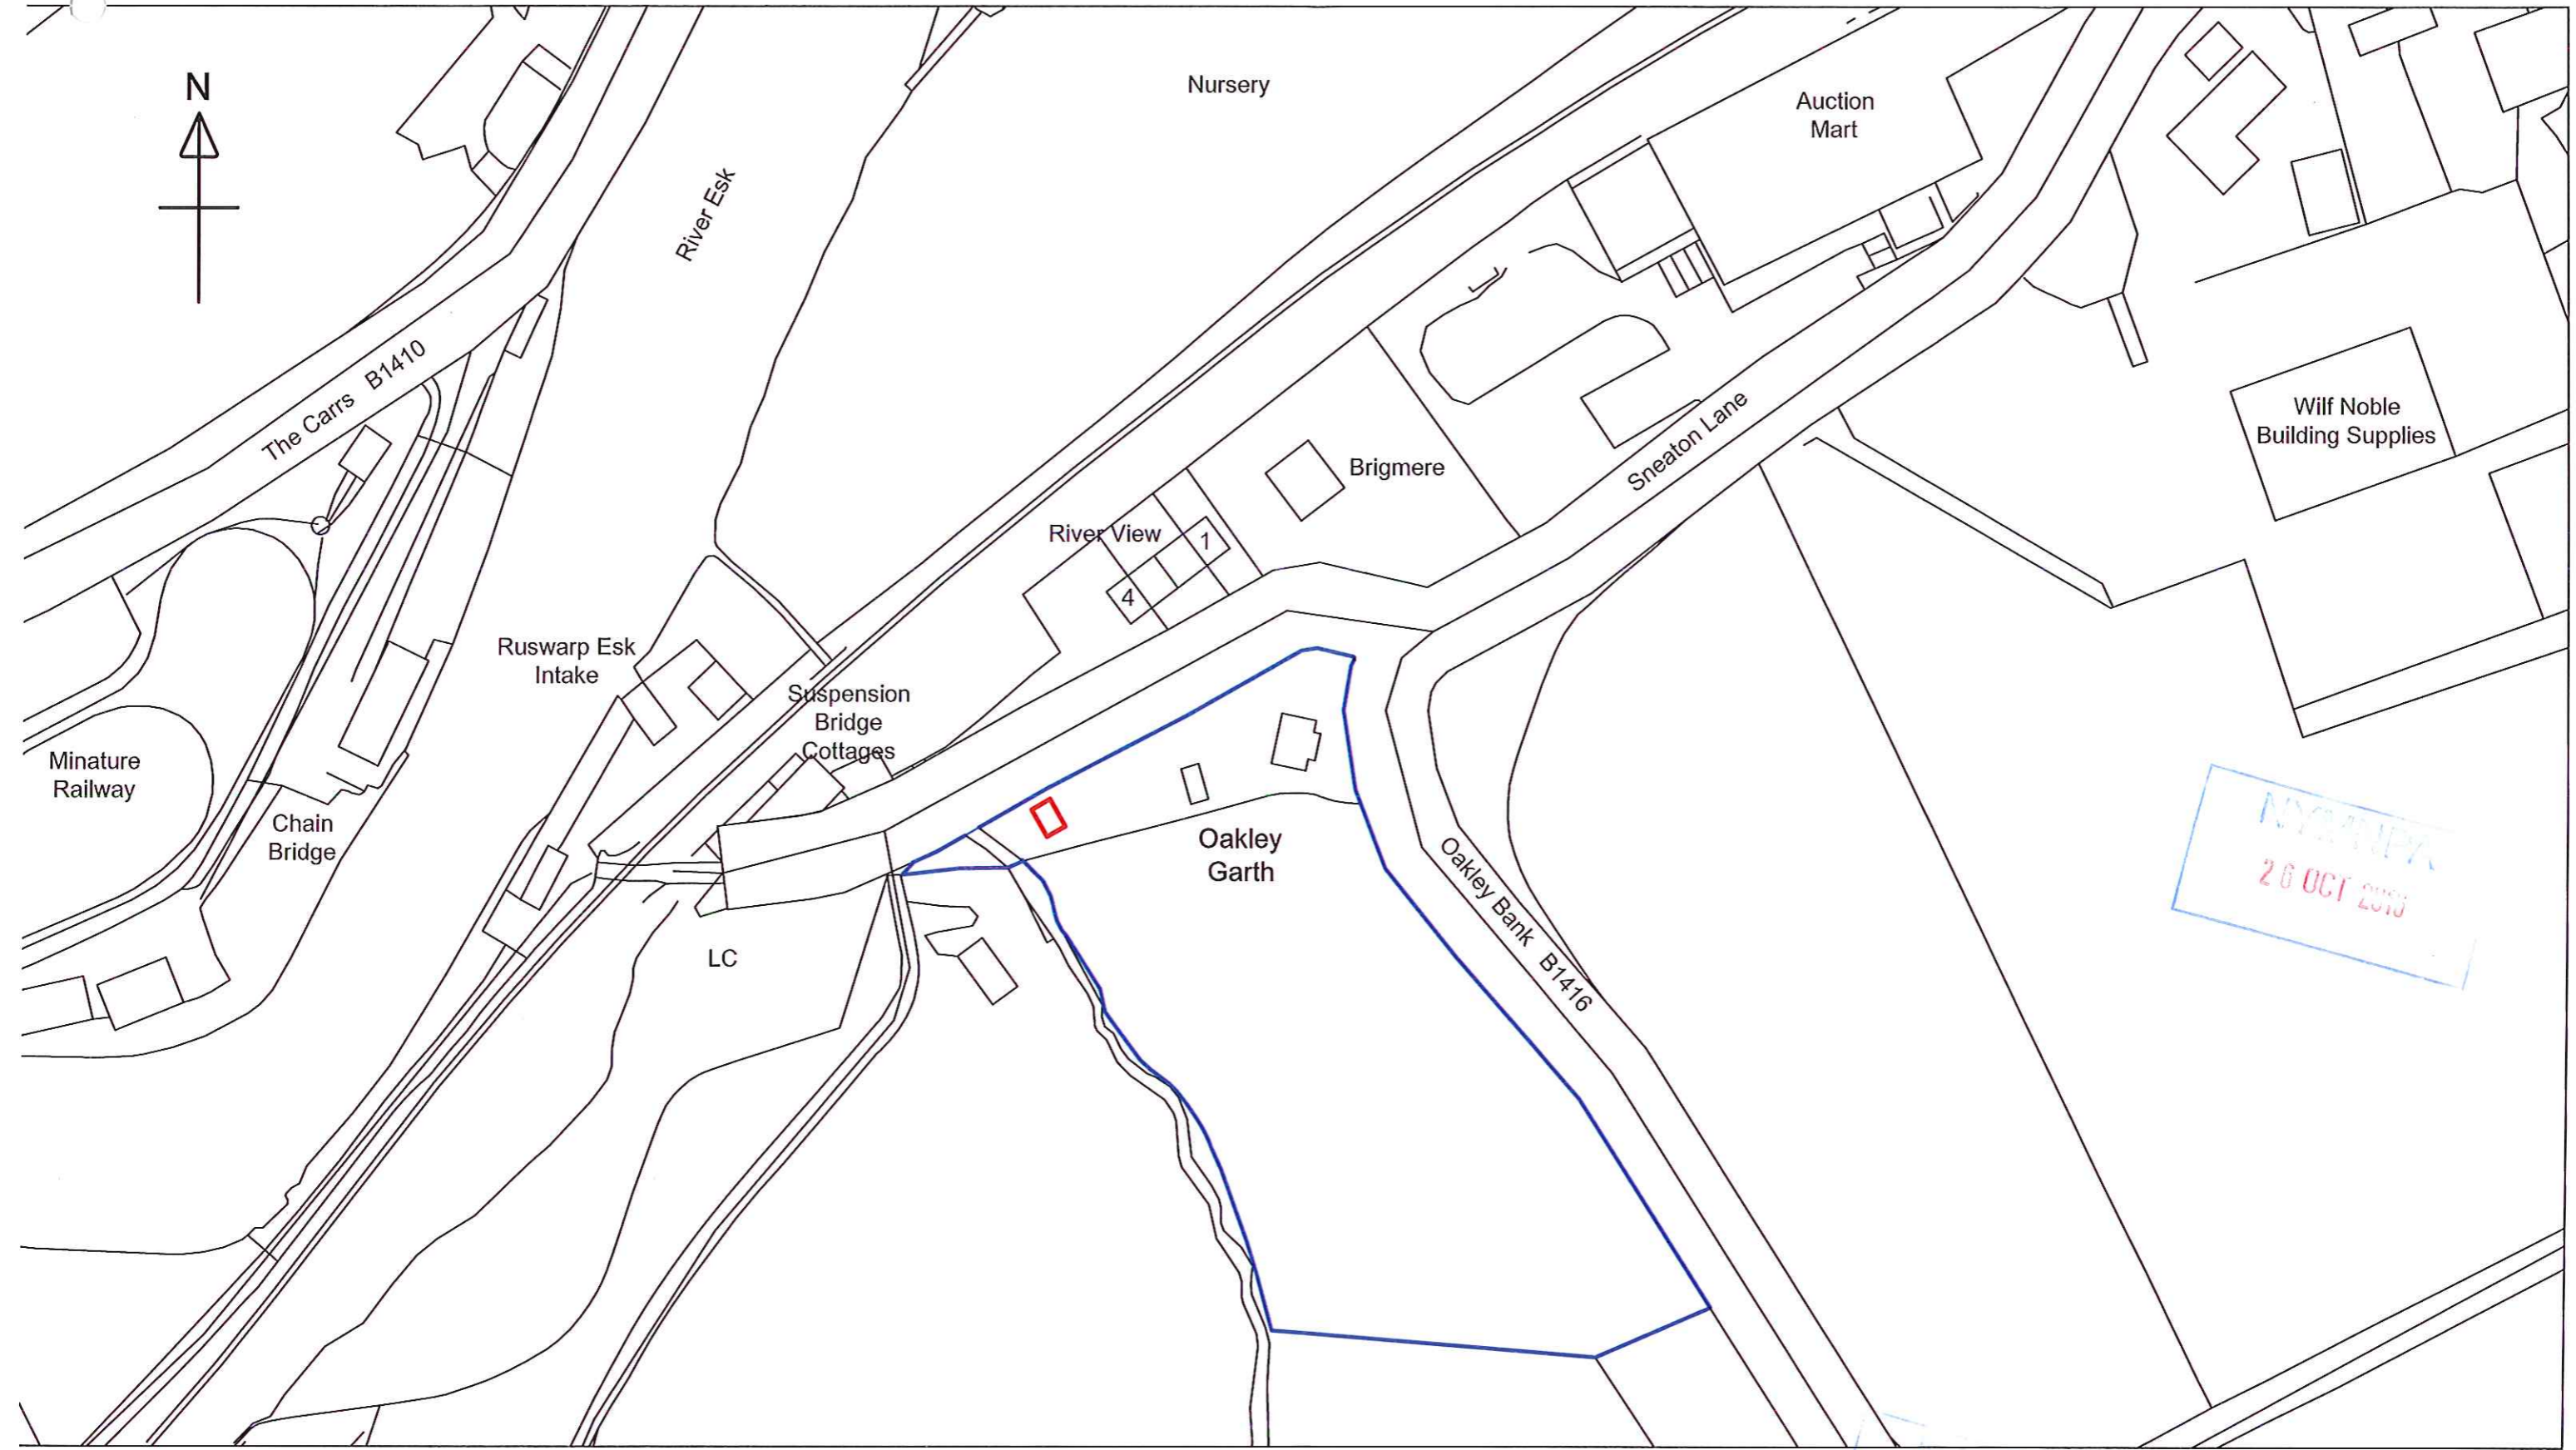 N
Nursery
Auction
Mart
River Esk
The Carrs B1410
Wilf Noble
Building Supplies
Sneaton Lane
Brigmere
River View
1
4
Ruswarp Esk
Intake
Suspension
Bridge
Cottages
Minature
Railway
Chain
Bridge
Oakley
Garth
Oakley Bank B1416
LC
NYMNPA
26 OCT